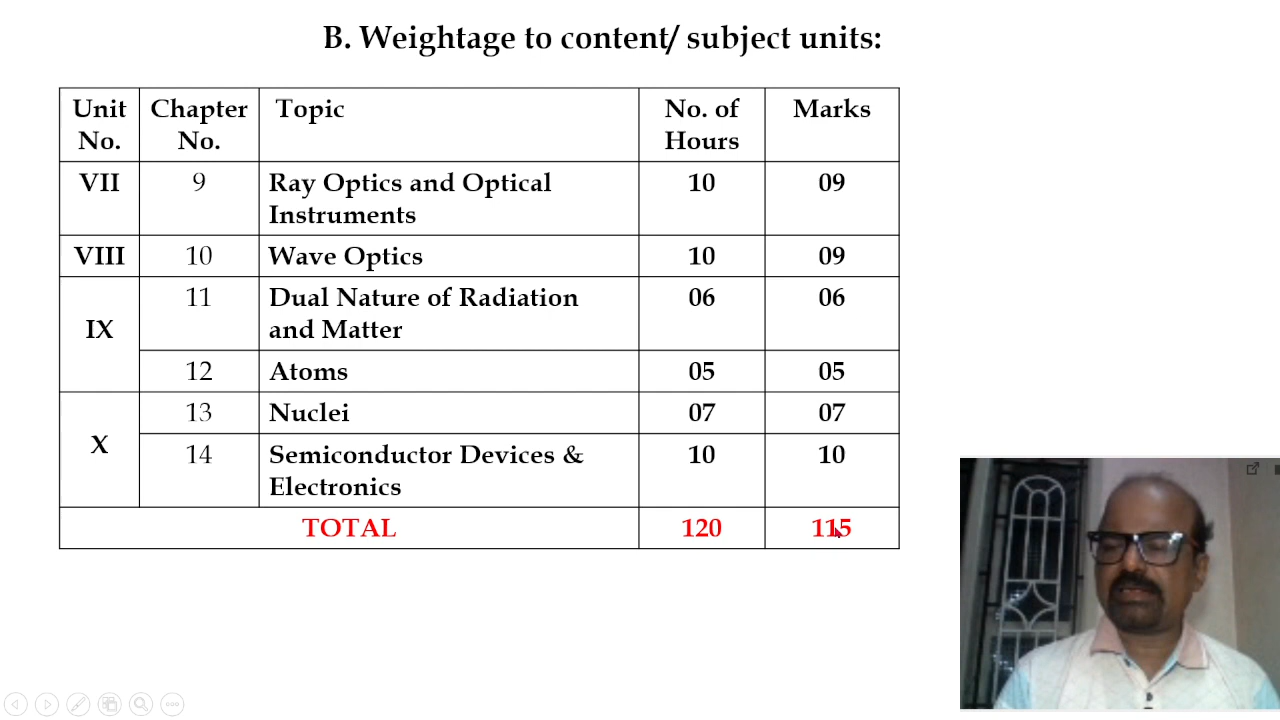 B. Weightage to content/ subject units:
Unit No. Chapter No. Topic No. of Hours Marks
VII 9 Ray Optics and Optical Instruments 10 09
VIII 10 Wave Optics 10 09
IX 11 Dual Nature of Radiation and Matter 06 06
12 Atoms 05 05
X 13 Nuclei 07 07
14 Semiconductor Devices & Electronics 10 10
TOTAL 120 115